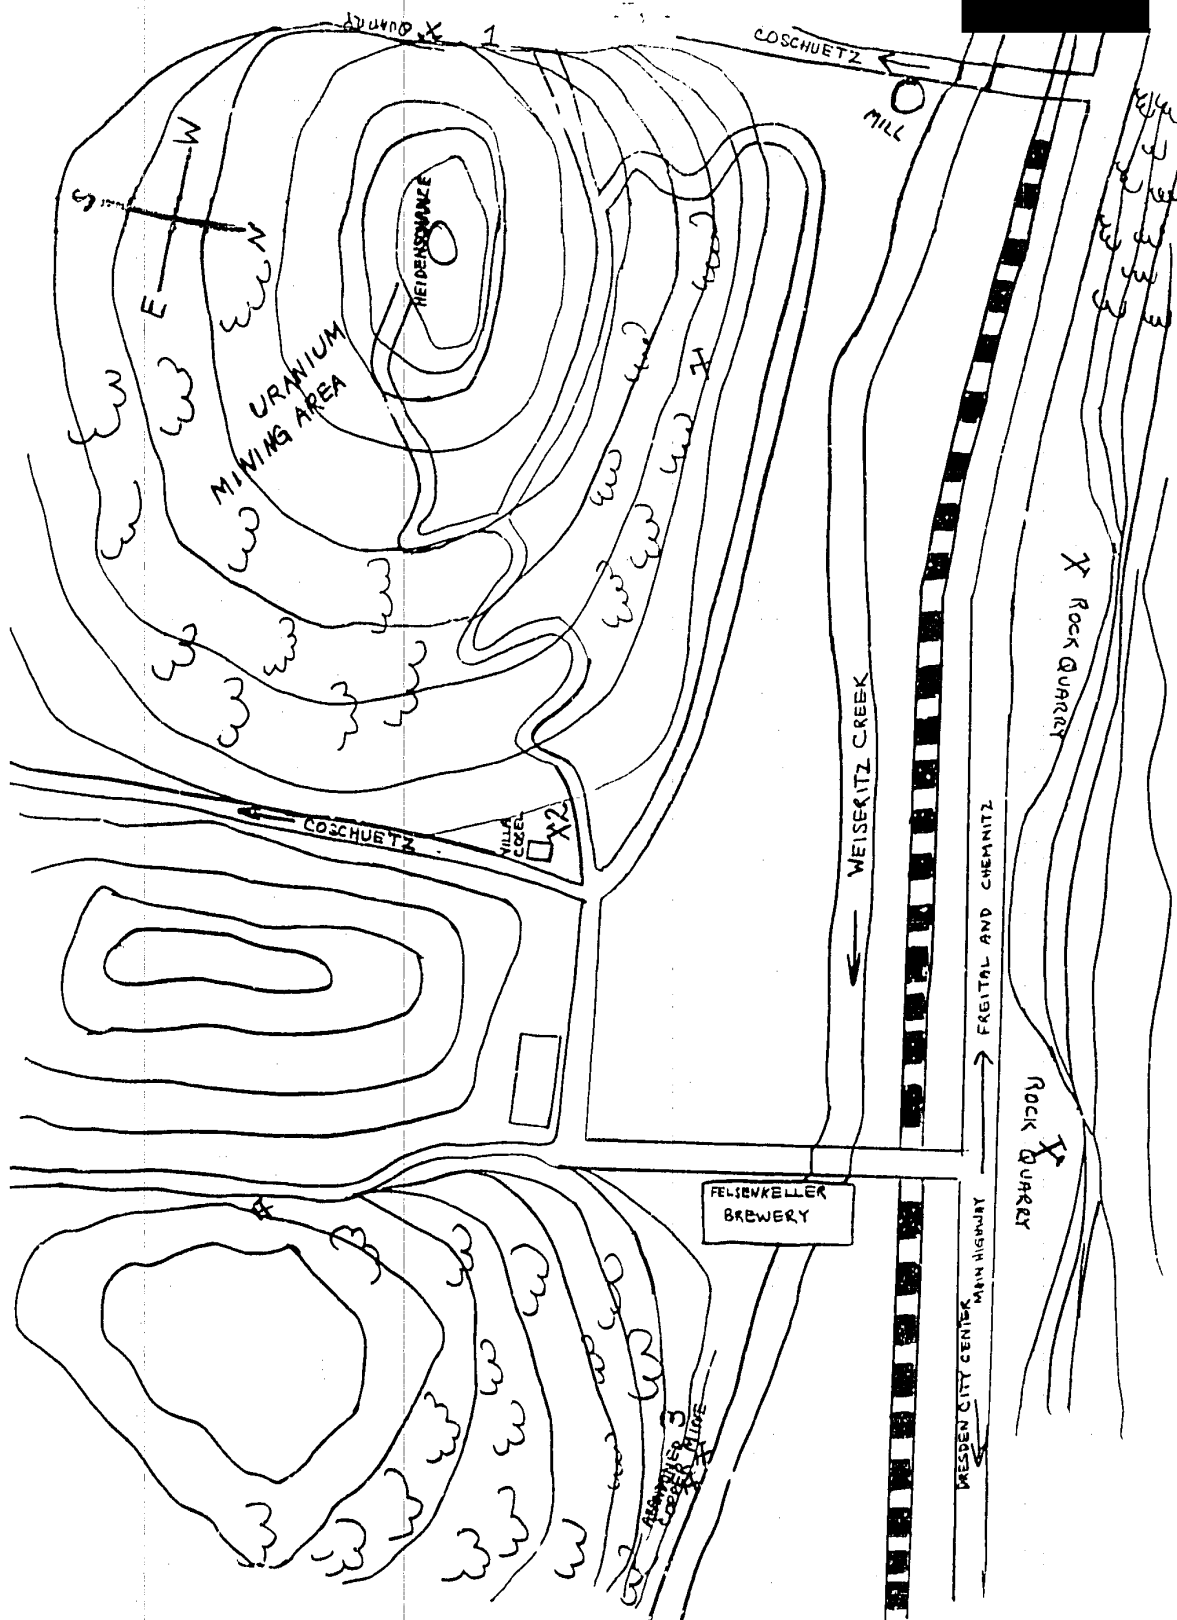 QUARRY X 1
COSCHUETZ
MILL
W
S
N
E
HEIDENSCHANZE
URANIUM
MINING AREA
X
X ROCK QUARRY
WEISERITZ CREEK
FREITAL AND CHEMNITZ
COSCHUETZ
VILLA
COSEL
X2
ROCK QUARRY
X
FELSENKELLER
BREWERY
MAIN HIGHWAY
DRESDEN CITY CENTER
X
3
ABANDONED
COPPER MINE
X X